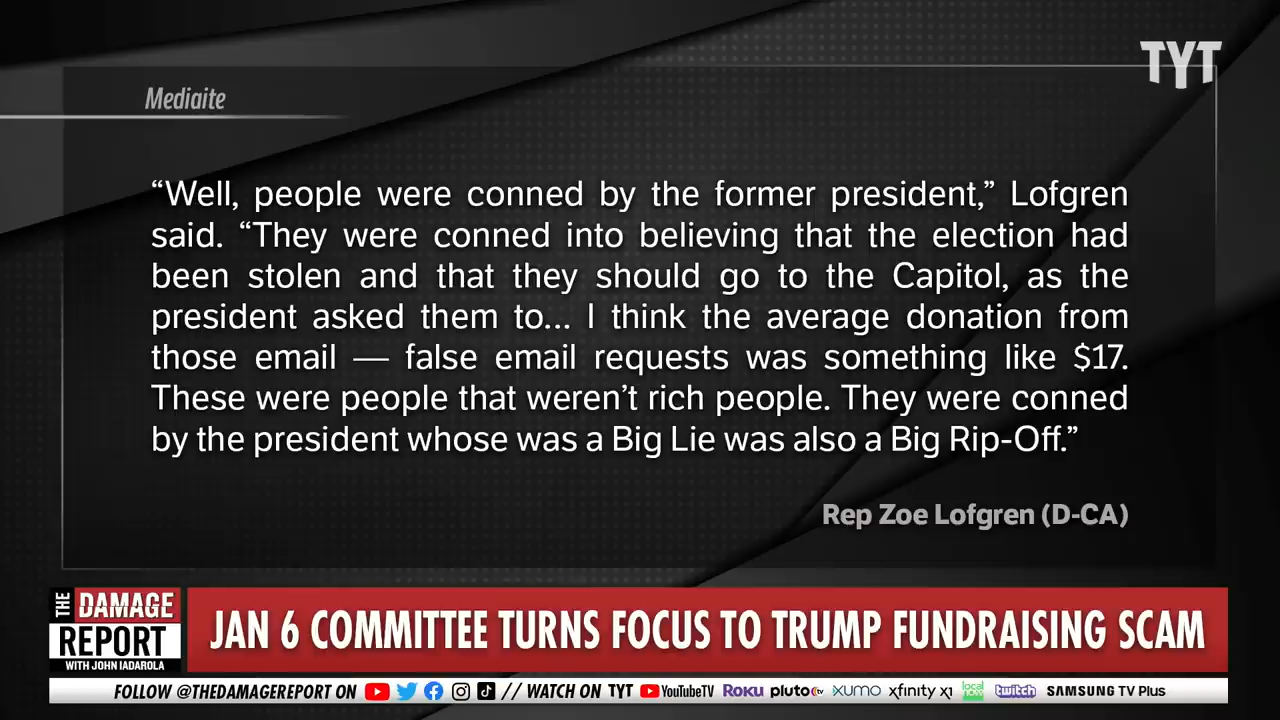 TYT
Mediaite
“Well, people were conned by the former president,” Lofgren
said. “They were conned into believing that the election had
been stolen and that they should go to the Capitol, as the
president asked them to... I think the average donation from
those email — false email requests was something like $17.
These were people that weren’t rich people. They were conned
by the president whose was a Big Lie was also a Big Rip-Off.”
Rep Zoe Lofgren (D-CA)
THE DAMAGE
REPORT
WITH JOHN IADAROLA
JAN 6 COMMITTEE TURNS FOCUS TO TRUMP FUNDRAISING SCAM
FOLLOW @THEDAMAGEREPORT ON // WATCH ON TYT YouTubeTV ROKU pluto tv XUMO xfinity x1 local now twitch SAMSUNG TV Plus